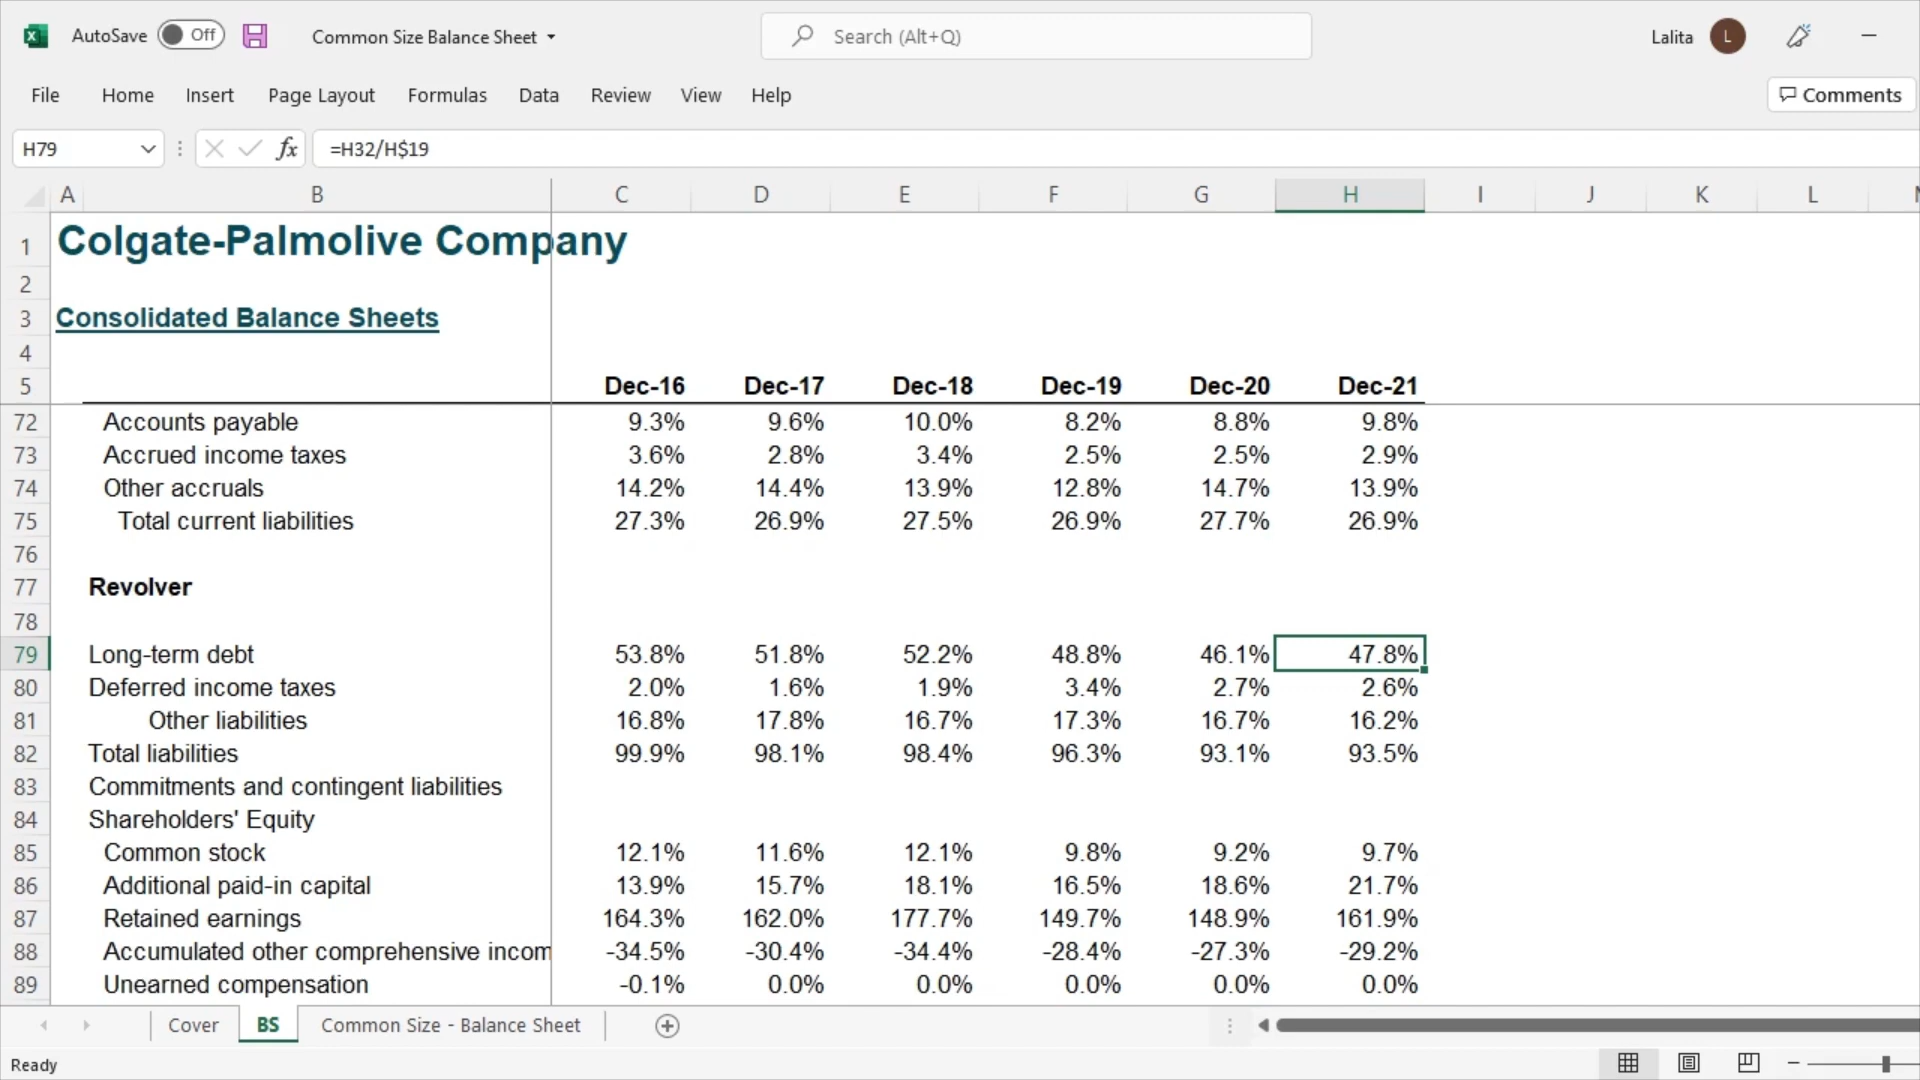 AutoSave Off Common Size Balance Sheet Search (Alt+Q) Lalita L
File Home Insert Page Layout Formulas Data Review View Help Comments
H79 fx =H32/H$19
A B C D E F G H I J K L
1 Colgate-Palmolive Company
2
3 Consolidated Balance Sheets
4
5 Dec-16 Dec-17 Dec-18 Dec-19 Dec-20 Dec-21
72 Accounts payable 9.3% 9.6% 10.0% 8.2% 8.8% 9.8%
73 Accrued income taxes 3.6% 2.8% 3.4% 2.5% 2.5% 2.9%
74 Other accruals 14.2% 14.4% 13.9% 12.8% 14.7% 13.9%
75 Total current liabilities 27.3% 26.9% 27.5% 26.9% 27.7% 26.9%
76
77 Revolver
78
79 Long-term debt 53.8% 51.8% 52.2% 48.8% 46.1% 47.8%
80 Deferred income taxes 2.0% 1.6% 1.9% 3.4% 2.7% 2.6%
81 Other liabilities 16.8% 17.8% 16.7% 17.3% 16.7% 16.2%
82 Total liabilities 99.9% 98.1% 98.4% 96.3% 93.1% 93.5%
83 Commitments and contingent liabilities
84 Shareholders' Equity
85 Common stock 12.1% 11.6% 12.1% 9.8% 9.2% 9.7%
86 Additional paid-in capital 13.9% 15.7% 18.1% 16.5% 18.6% 21.7%
87 Retained earnings 164.3% 162.0% 177.7% 149.7% 148.9% 161.9%
88 Accumulated other comprehensive incom -34.5% -30.4% -34.4% -28.4% -27.3% -29.2%
89 Unearned compensation -0.1% 0.0% 0.0% 0.0% 0.0% 0.0%
Cover BS Common Size - Balance Sheet
Ready